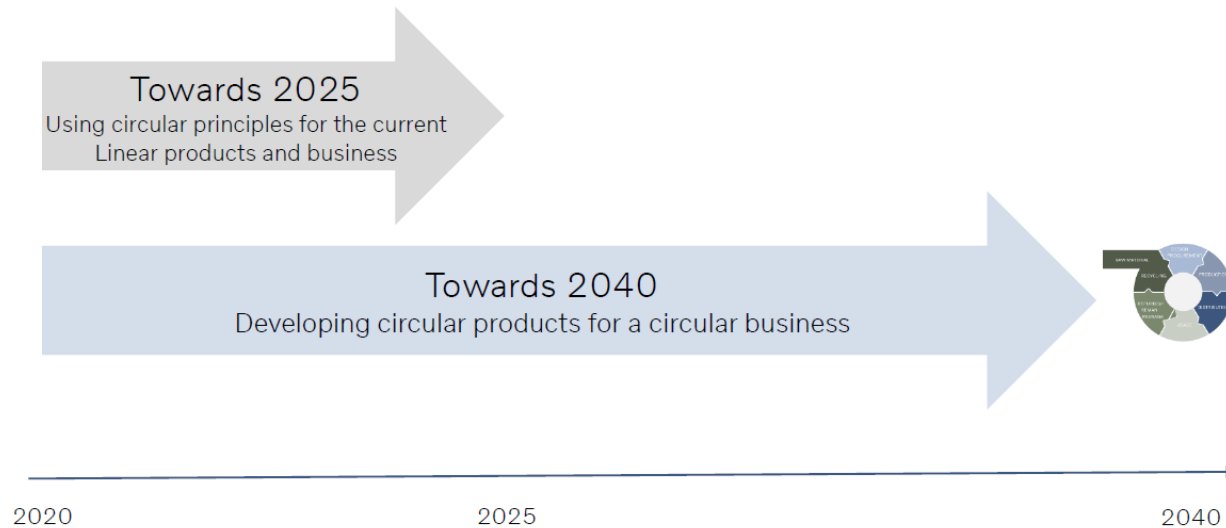 Towards 2025
Using circular principles for the current
Linear products and business
Towards 2040
Developing circular products for a circular business
RECYCLING
2020
2025
2040